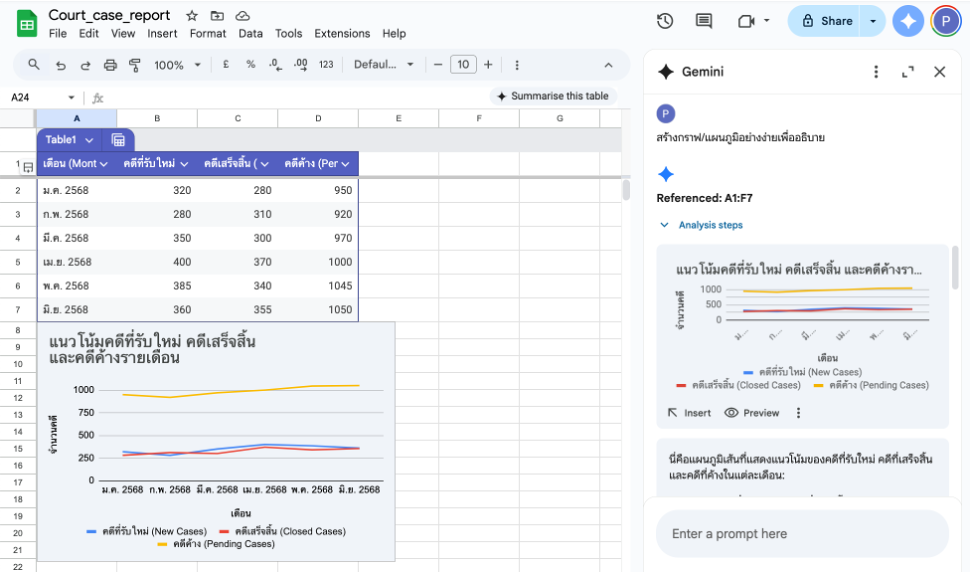 Court_case_report
File Edit View Insert Format Data Tools Extensions Help
Share
P
100% £ % .0 .00 123 Defaul... − 10 +
A24 fx
Summarise this table
A B C D E F G
Table1
1 เดือน (Mont คดีที่รับใหม่ คดีเสร็จสิ้น ( คดีค้าง (Per
2 ม.ค. 2568 320 280 950
3 ก.พ. 2568 280 310 920
4 มี.ค. 2568 350 300 970
5 เม.ย. 2568 400 370 1000
6 พ.ค. 2568 385 340 1045
7 มิ.ย. 2568 360 355 1050
8
9
10
11
12
13
14
15
16
17
18
19
20
21
22
แนวโน้มคดีที่รับใหม่ คดีเสร็จสิ้น
และคดีค้างรายเดือน
1000
750
500
250
0
จำนวนคดี
ม.ค. 2568 ก.พ. 2568 มี.ค. 2568 เม.ย. 2568 พ.ค. 2568 มิ.ย. 2568
เดือน
คดีที่รับใหม่ (New Cases) คดีเสร็จสิ้น (Closed Cases)
คดีค้าง (Pending Cases)
Gemini
P
สร้างกราฟ/แผนภูมิอย่างง่ายเพื่ออธิบาย
Referenced: A1:F7
Analysis steps
แนวโน้มคดีที่รับใหม่ คดีเสร็จสิ้น และคดีค้างรา...
1000
500
0
จำนวนคดี
ม... ก... มี... เม... พ... มิ...
เดือน
คดีที่รับใหม่ (New Cases)
คดีเสร็จสิ้น (Closed Cases) คดีค้าง (Pending Cases)
Insert Preview
นี่คือแผนภูมิเส้นที่แสดงแนวโน้มของคดีที่รับใหม่ คดีที่เสร็จสิ้น
และคดีที่ค้างในแต่ละเดือน:
Enter a prompt here